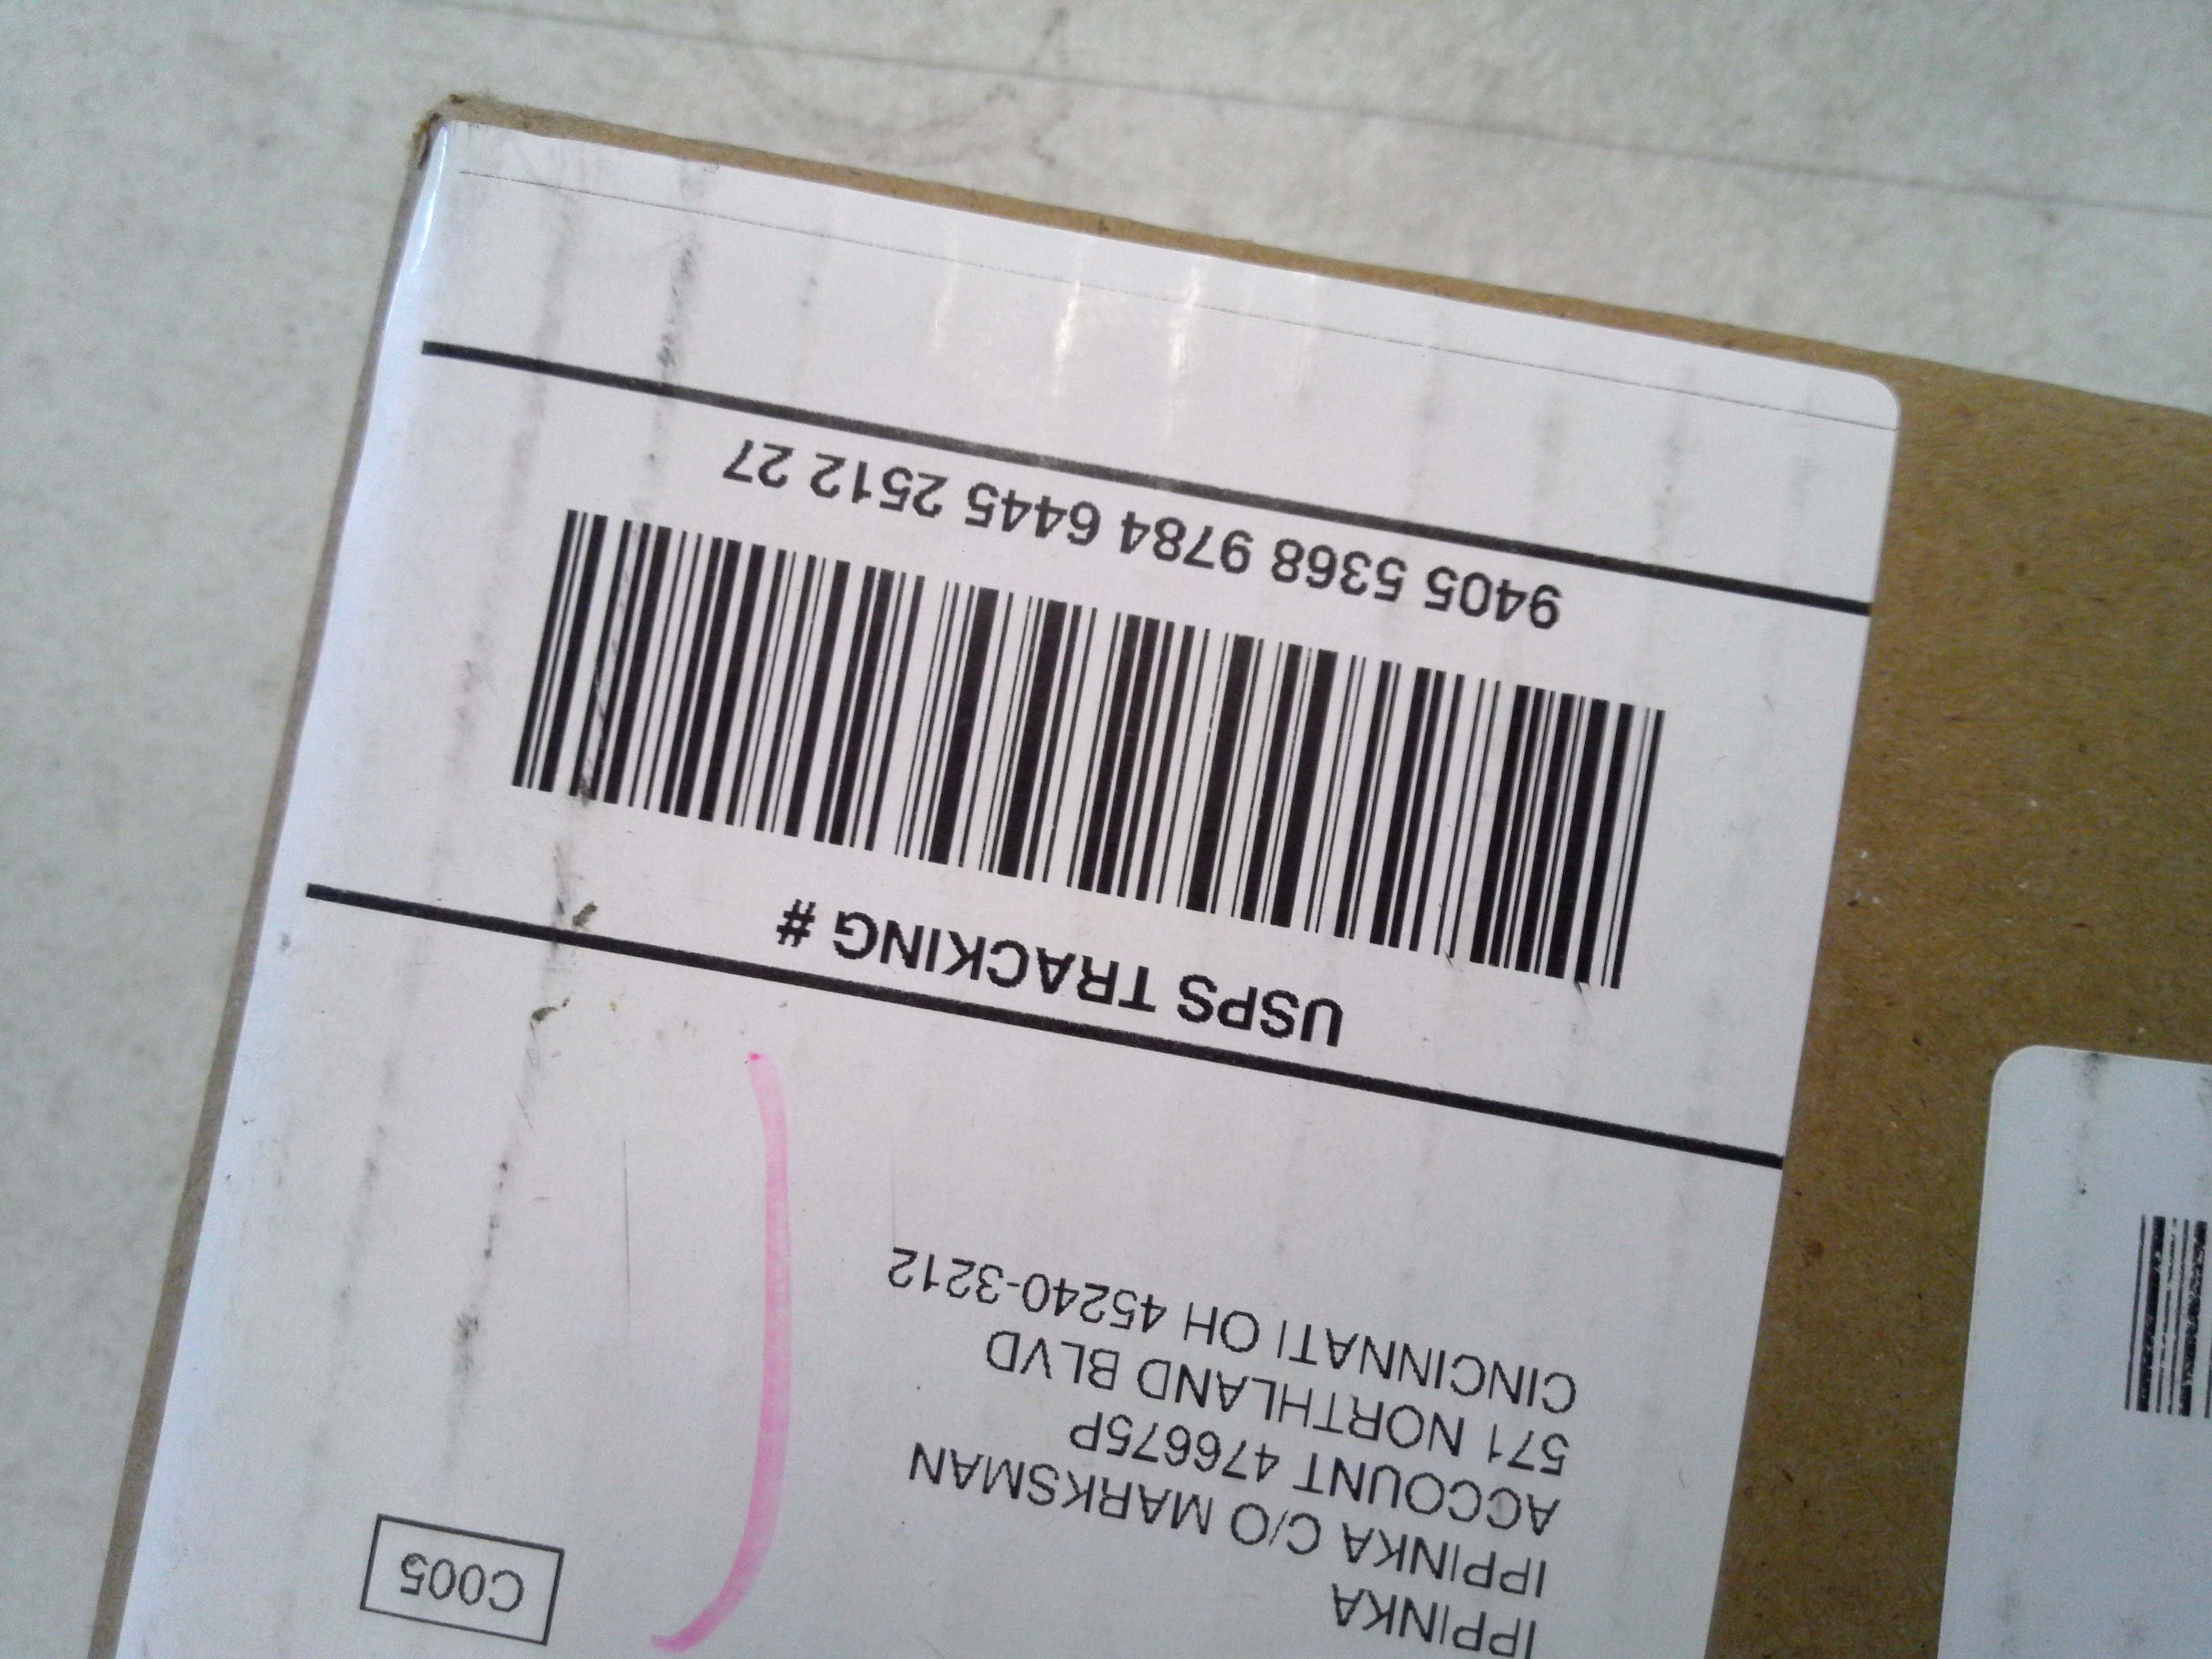 IPPINKA
IPPINKA C/O MARKSMAN
ACCOUNT 476675P
571 NORTHLAND BLVD
CINCINNATI OH 45240-3212
C005
USPS TRACKING #
9405 5368 9784 6445 2512 27